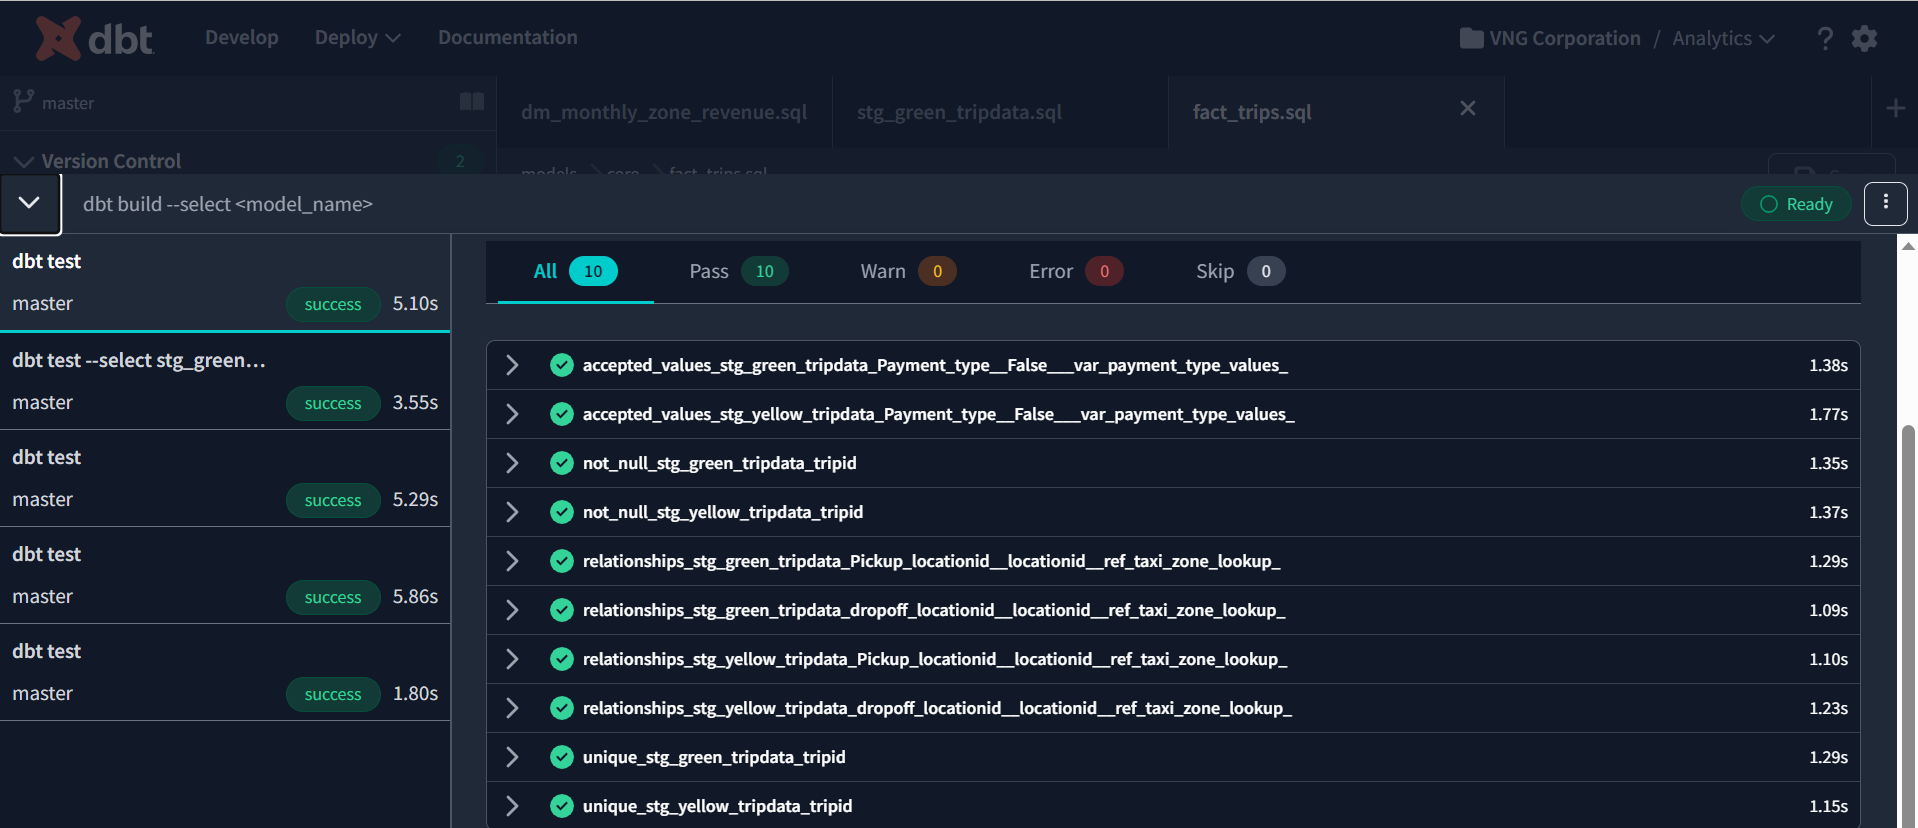 dbt Develop Deploy Documentation VNG Corporation / Analytics ?
master
dm_monthly_zone_revenue.sql stg_green_tripdata.sql fact_trips.sql
Version Control 2
models core fact_trips.sql
dbt build --select <model_name> Ready
dbt test
master success 5.10s
dbt test --select stg_green...
master success 3.55s
dbt test
master success 5.29s
dbt test
master success 5.86s
dbt test
master success 1.80s
All 10 Pass 10 Warn 0 Error 0 Skip 0
accepted_values_stg_green_tripdata_Payment_type__False___var_payment_type_values_ 1.38s
accepted_values_stg_yellow_tripdata_Payment_type__False___var_payment_type_values_ 1.77s
not_null_stg_green_tripdata_tripid 1.35s
not_null_stg_yellow_tripdata_tripid 1.37s
relationships_stg_green_tripdata_Pickup_locationid__locationid__ref_taxi_zone_lookup_ 1.29s
relationships_stg_green_tripdata_dropoff_locationid__locationid__ref_taxi_zone_lookup_ 1.09s
relationships_stg_yellow_tripdata_Pickup_locationid__locationid__ref_taxi_zone_lookup_ 1.10s
relationships_stg_yellow_tripdata_dropoff_locationid__locationid__ref_taxi_zone_lookup_ 1.23s
unique_stg_green_tripdata_tripid 1.29s
unique_stg_yellow_tripdata_tripid 1.15s